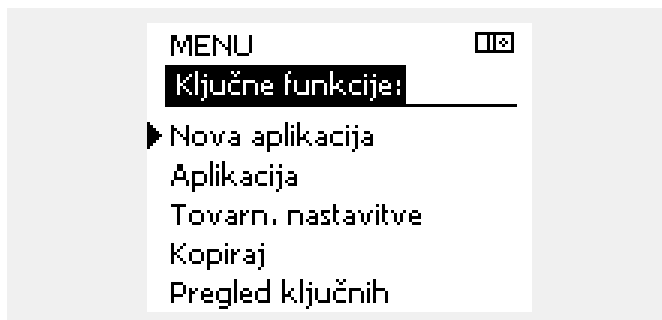 MENU
Ključne funkcije:
Nova aplikacija
Aplikacija
Tovarn. nastavitve
Kopiraj
Pregled ključnih